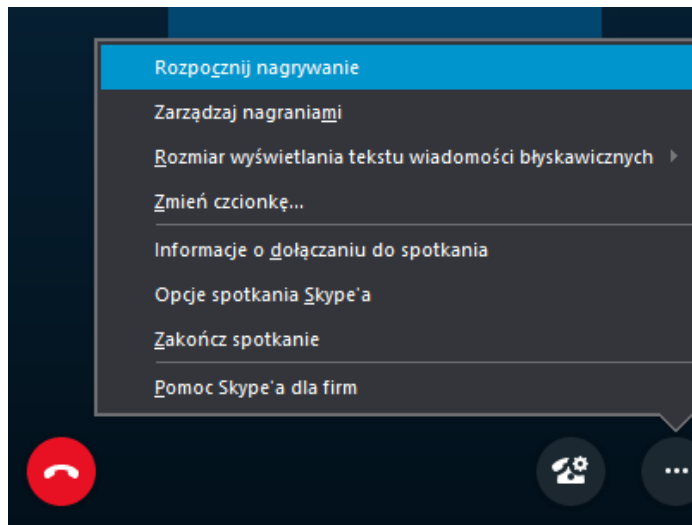 Rozpocznij nagrywanie
Zarządzaj nagraniami
Rozmiar wyświetlania tekstu wiadomości błyskawicznych
Zmień czcionkę...
Informacje o dołączaniu do spotkania
Opcje spotkania Skype'a
Zakończ spotkanie
Pomoc Skype'a dla firm